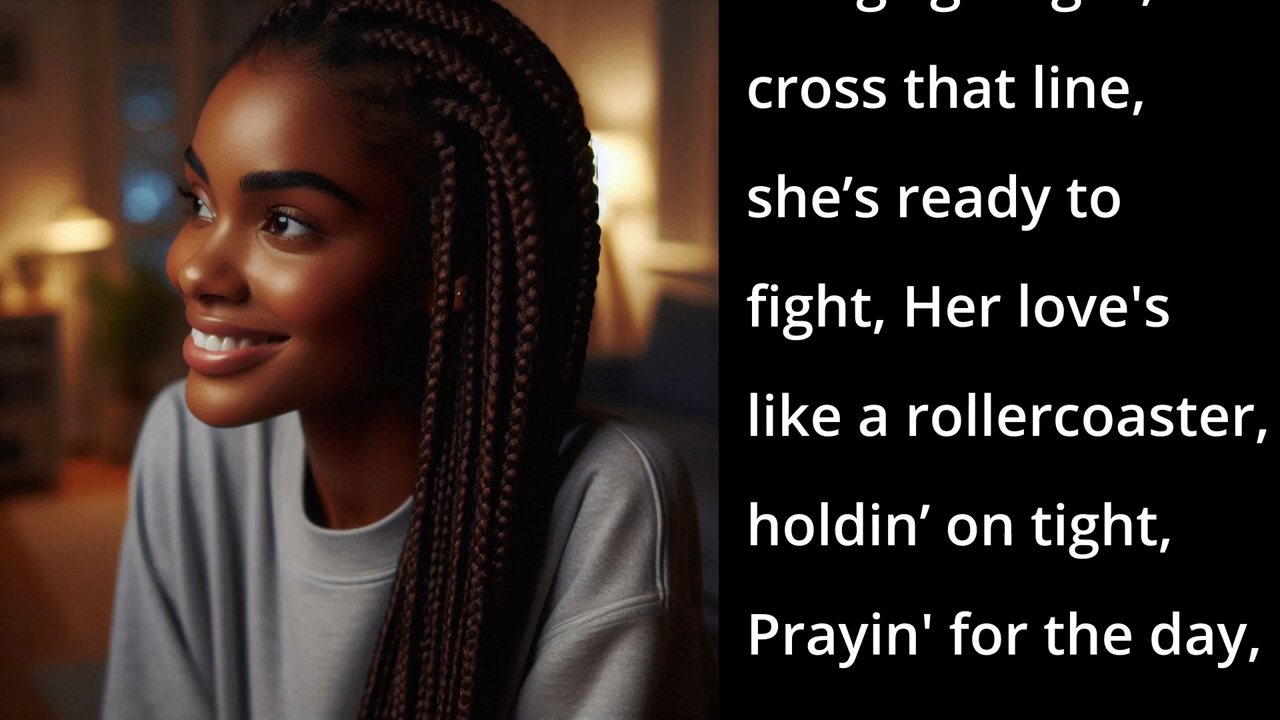 cross that line,
she’s ready to
fight, Her love's
like a rollercoaster,
holdin’ on tight,
Prayin' for the day,